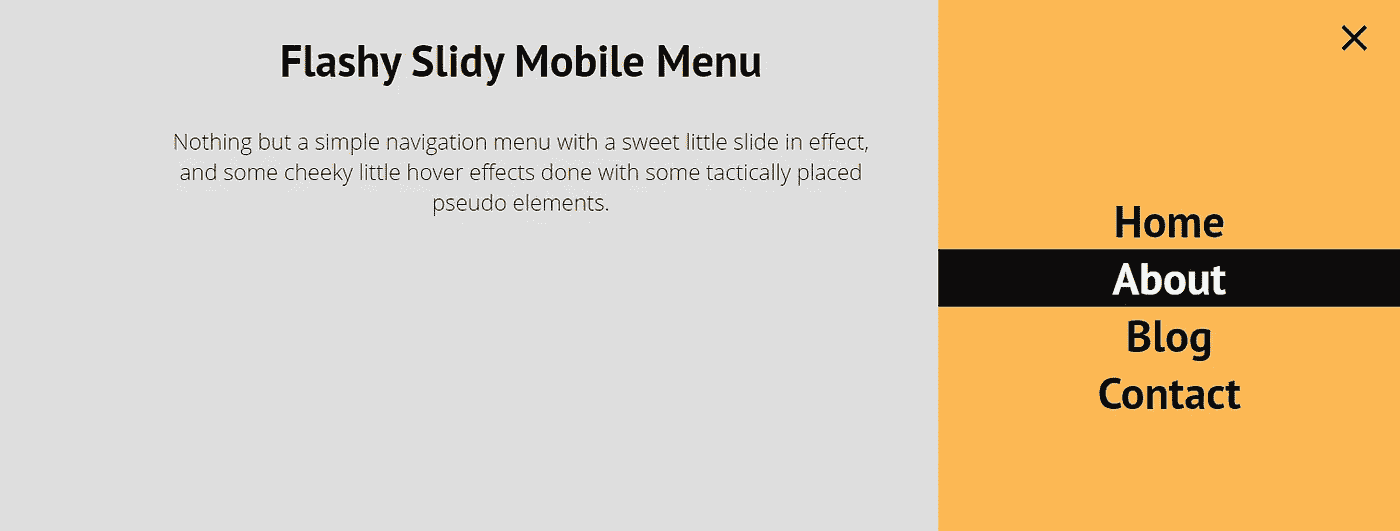 Flashy Slidy Mobile Menu
Nothing but a simple navigation menu with a sweet little slide in effect,
and some cheeky little hover effects done with some tactically placed
pseudo elements.
Home
About
Blog
Contact